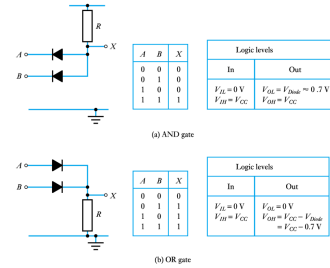 R
X
A
B
A B X
0 0 0
0 1 0
1 0 0
1 1 1
Logic levels
In Out
V_IL = 0 V V_OL = V_Diode ≈ 0.7 V
V_IH = V_CC V_OH = V_CC
(a) AND gate
A
B
X
R
A B X
0 0 0
0 1 1
1 0 1
1 1 1
Logic levels
In Out
V_IL = 0 V V_OL = 0 V
V_IH = V_CC V_OH = V_CC − V_Diode
= V_CC − 0.7 V
(b) OR gate